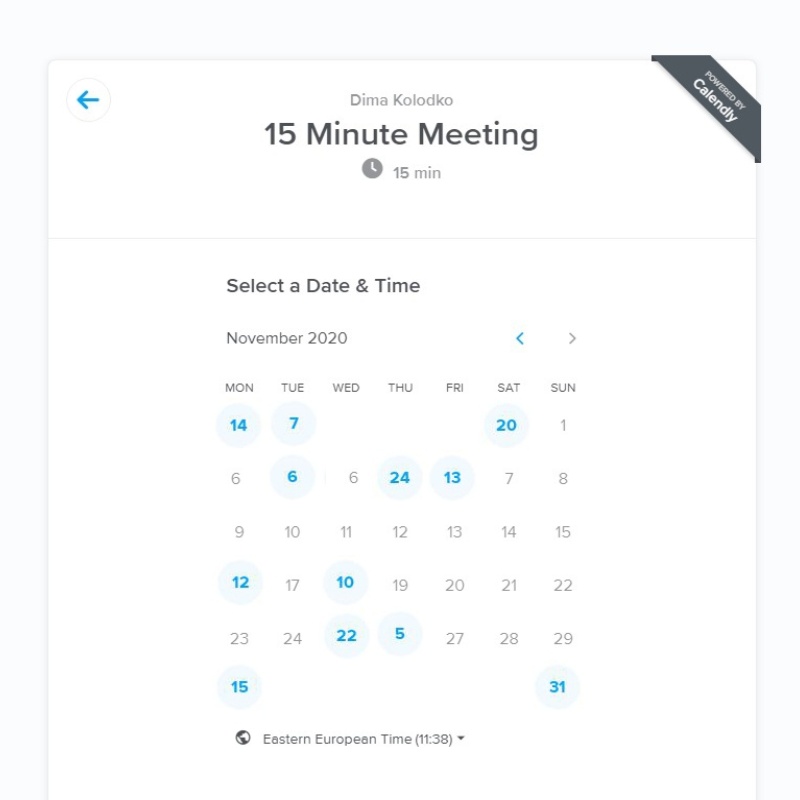 POWERED BY
Calendly
Dima Kolodko
15 Minute Meeting
15 min
Select a Date & Time
November 2020
MON TUE WED THU FRI SAT SUN
14 7 20 1
6 6 6 24 13 7 8
9 10 11 12 13 14 15
12 17 10 19 20 21 22
23 24 22 5 27 28 29
15 31
Eastern European Time (11:38)